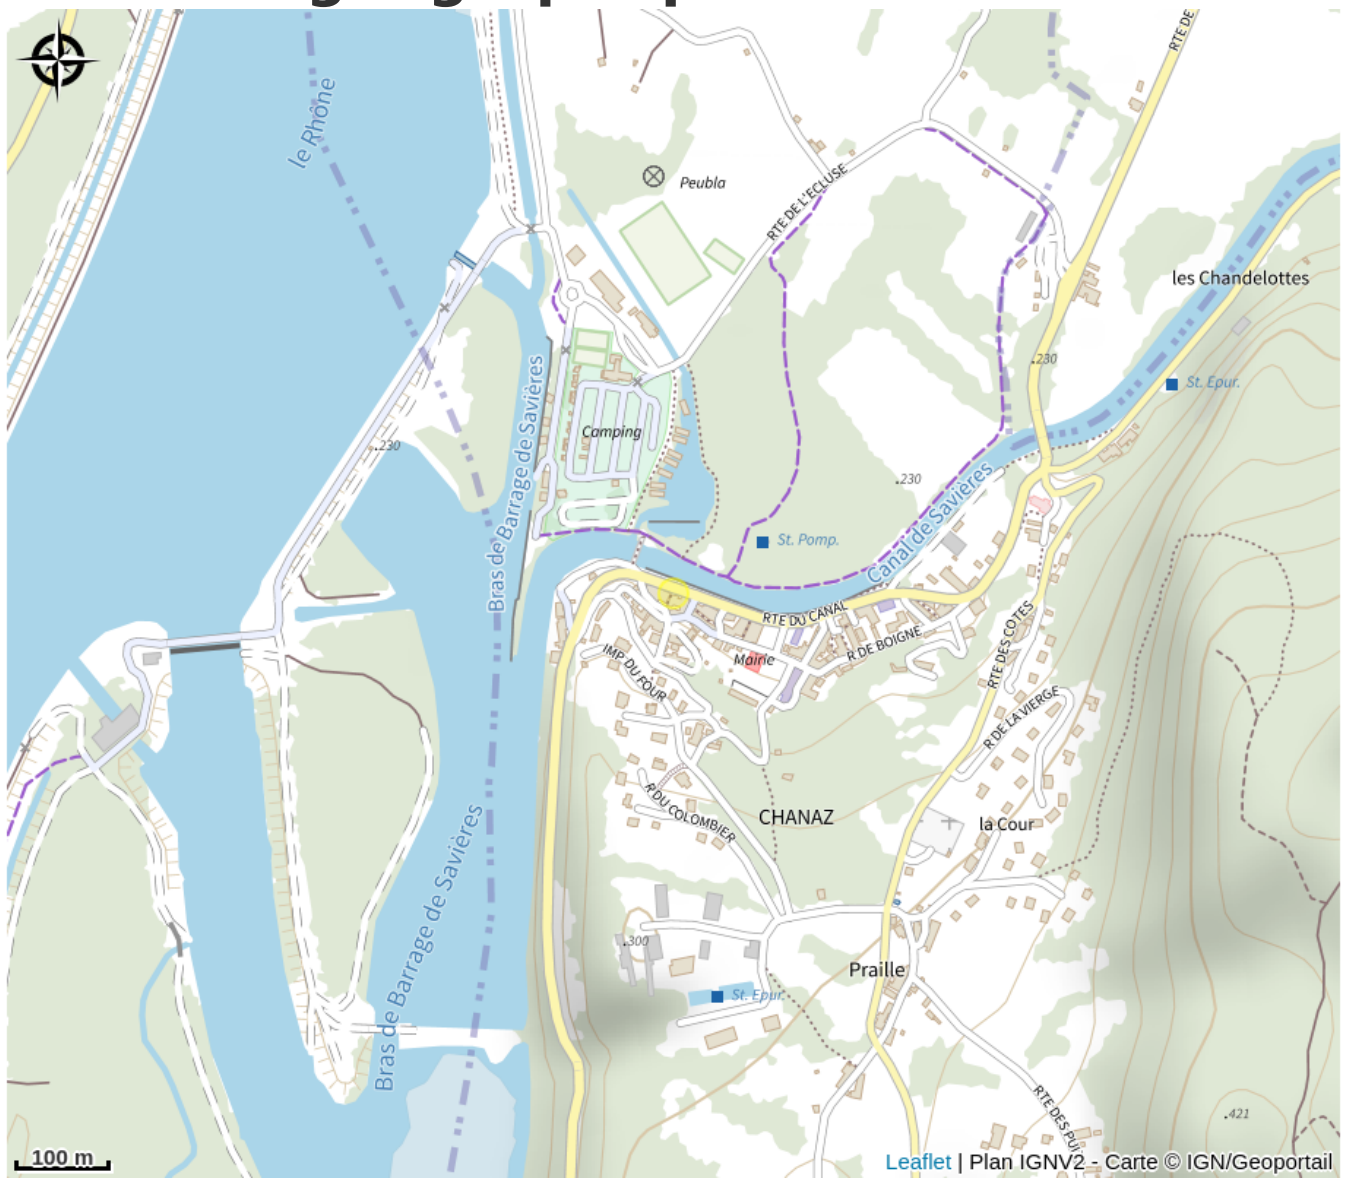 RTE DE
le Rhône
Peubla
RTE DE L'ECLUSE
les Chandelottes
.230
St. Epur.
Bras de Barrage de Savières
Camping
.230
.230
Canal de Savières
St. Pomp.
RTE DU CANAL
R DE BOIGNE
Mairie
IMP DU FOUR
RTE DES COTES
R DE LA VIERGE
R DU COLOMBIER
CHANAZ
la Cour
Bras de Barrage de Savières
.300
Praille
St. Epur.
RTE DES PUI
.421
100 m
Leaflet | Plan IGNV2 - Carte © IGN/Geoportail